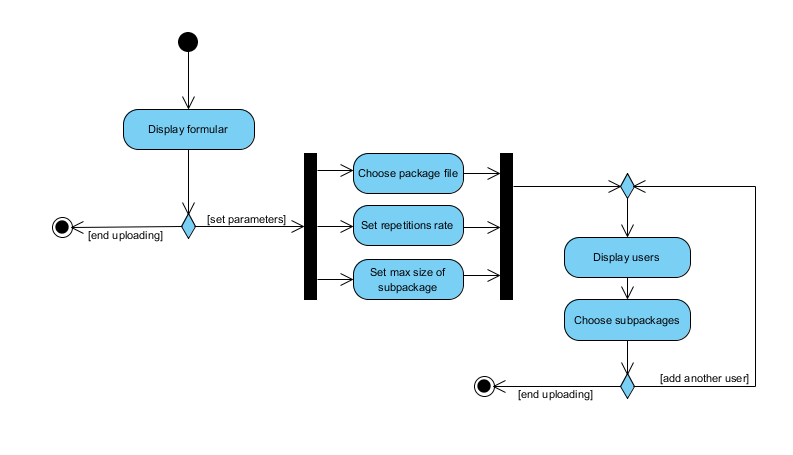 Display formular
[end uploading]
[set parameters]
Choose package file
Set repetitions rate
Set max size of
subpackage
Display users
Choose subpackages
[end uploading]
[add another user]